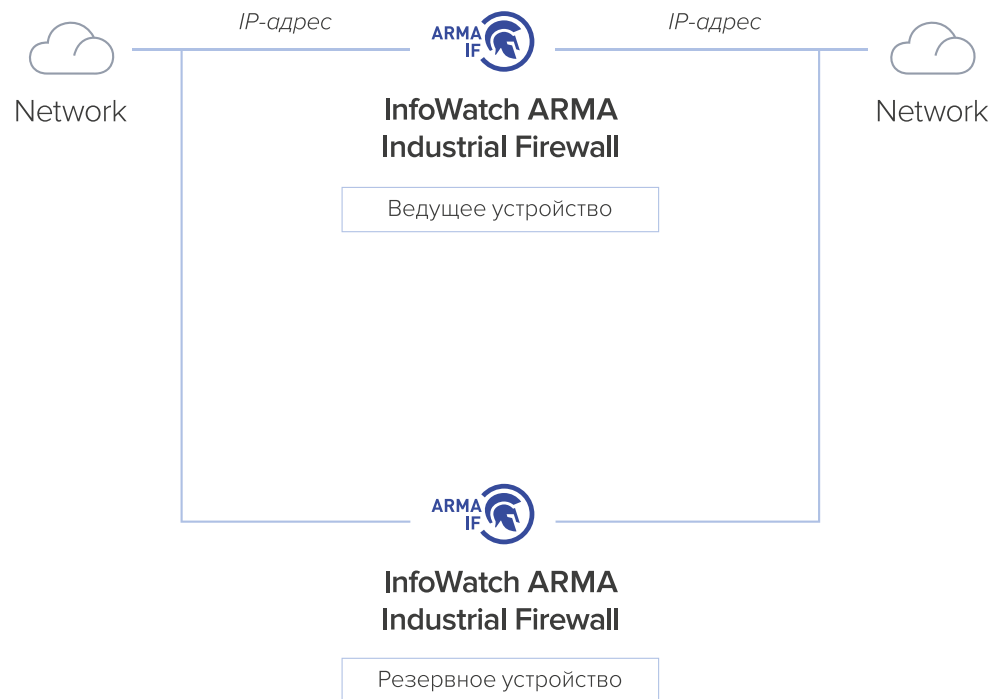 IP-адрес
IP-адрес
ARMA
IF
Network
Network
InfoWatch ARMA
Industrial Firewall
Ведущее устройство
ARMA
IF
InfoWatch ARMA
Industrial Firewall
Резервное устройство